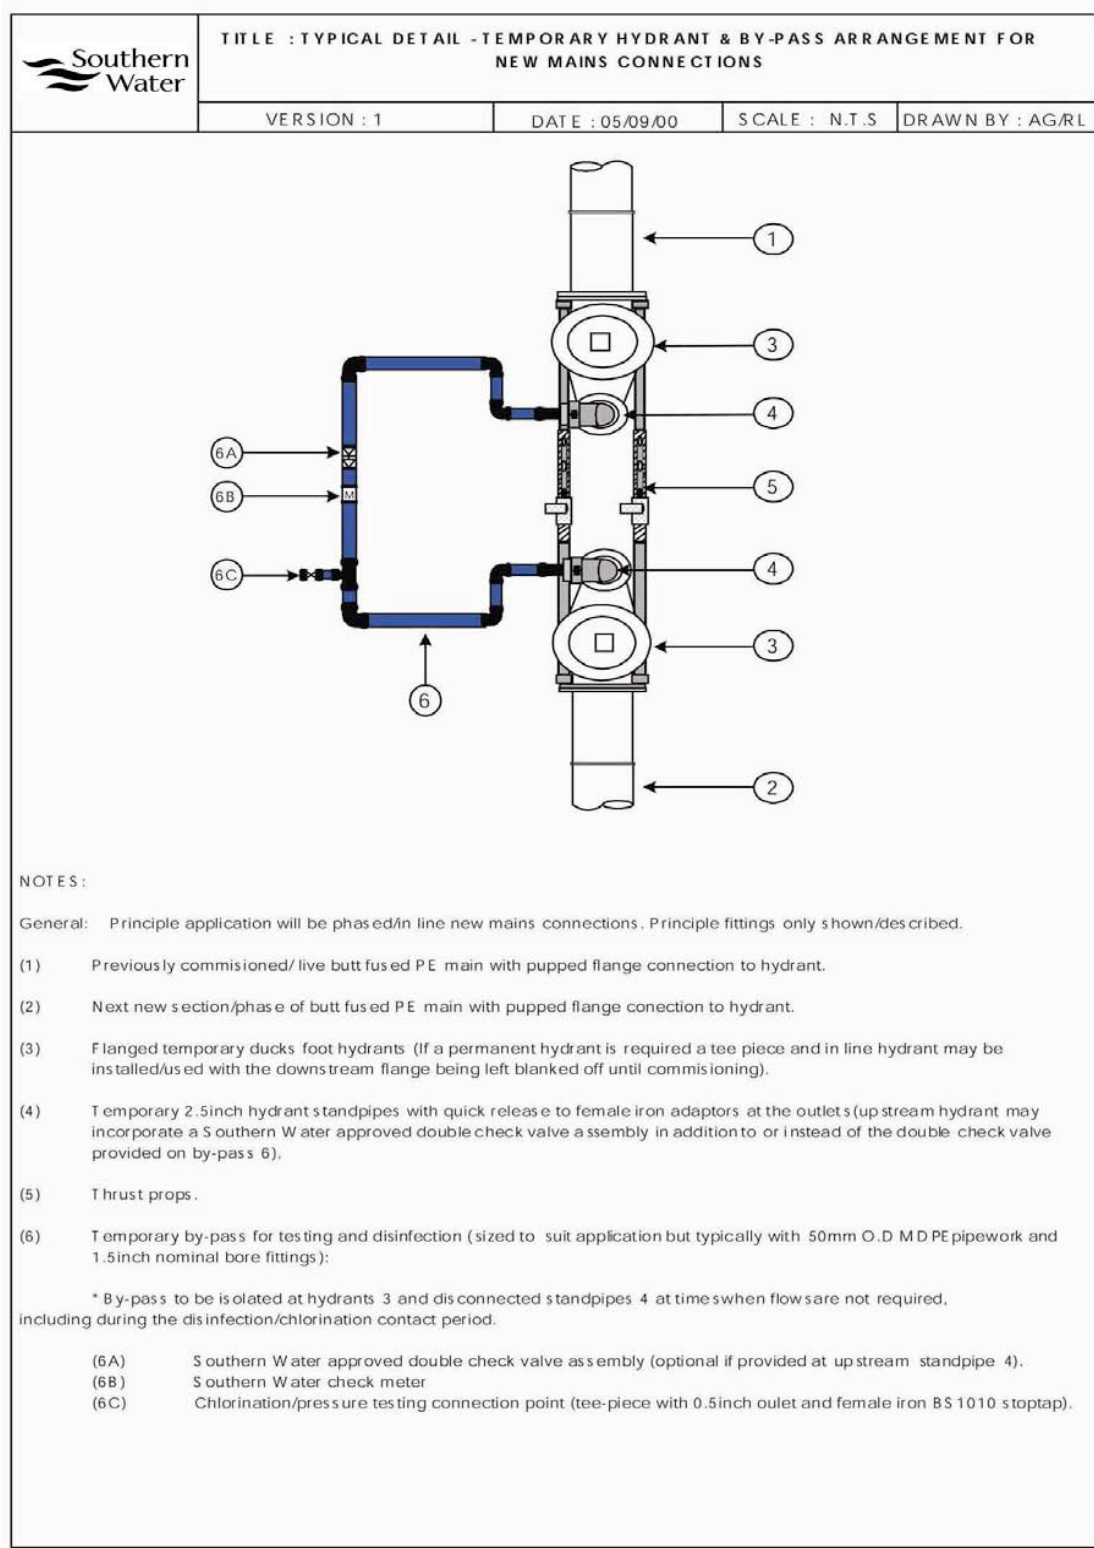 Southern
Water
TITLE : TYPICAL DETAIL - TEMPORARY HYDRANT & BY-PASS ARRANGEMENT FOR
NEW MAINS CONNECTIONS
VERSION : 1
DATE : 05/09/00
SCALE : N.T.S
DRAWN BY : AG/RL
1
3
4
6A
5
6B
M
6C
4
3
6
2
NOTES:
General: Principle application will be phased/in line new mains connections. Principle fittings only shown/described.
(1) Previously commisioned/ live butt fused PE main with pupped flange connection to hydrant.
(2) Next new section/phase of butt fused PE main with pupped flange conection to hydrant.
(3) Flanged temporary ducks foot hydrants (If a permanent hydrant is required a tee piece and in line hydrant may be
installed/used with the downstream flange being left blanked off until commisioning).
(4) Temporary 2.5inch hydrant standpipes with quick release to female iron adaptors at the outlets (upstream hydrant may
incorporate a Southern Water approved double check valve assembly in addition to or instead of the double check valve
provided on by-pass 6).
(5) Thrust props.
(6) Temporary by-pass for testing and disinfection (sized to suit application but typically with 50mm O.D MDPE pipework and
1.5inch nominal bore fittings):
* By-pass to be isolated at hydrants 3 and disconnected standpipes 4 at times when flows are not required,
including during the disinfection/chlorination contact period.
(6A) Southern Water approved double check valve assembly (optional if provided at upstream standpipe 4).
(6B) Southern Water check meter
(6C) Chlorination/pressure testing connection point (tee-piece with 0.5inch oulet and female iron BS1010 stoptap).